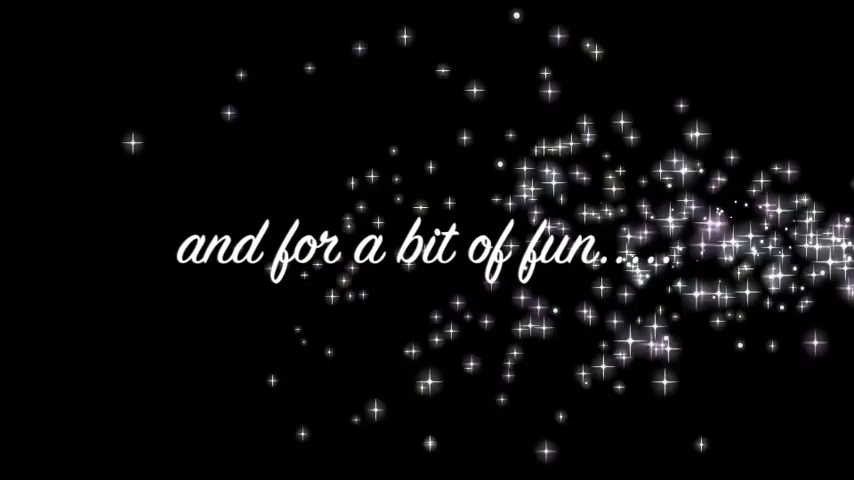 and for a bit of fun.....